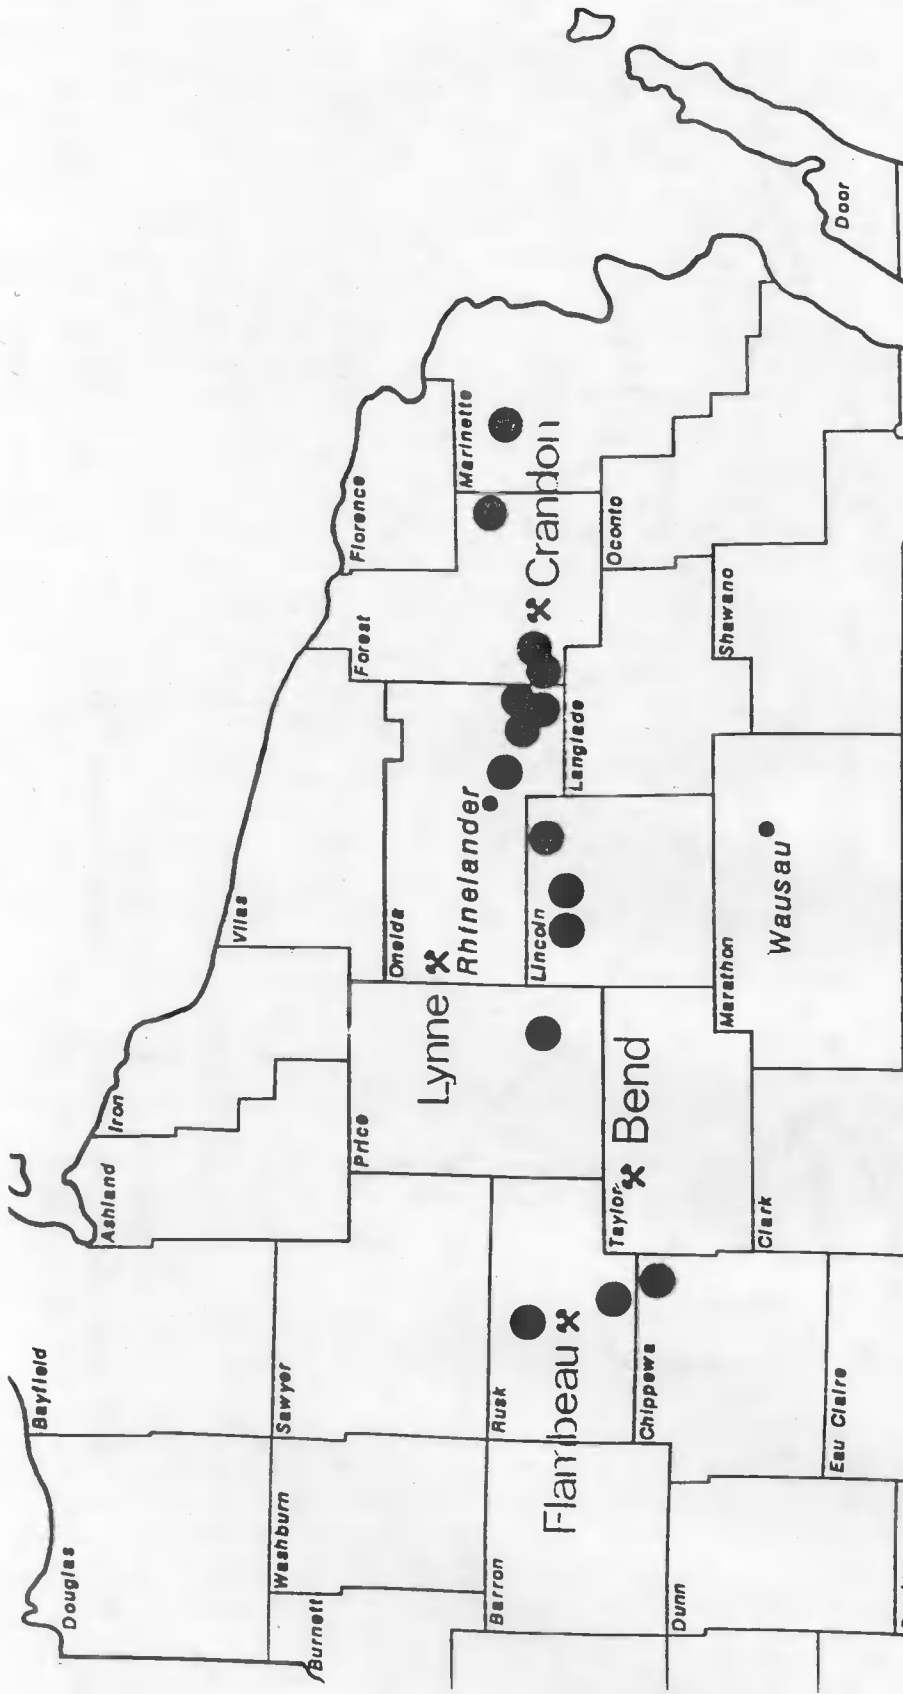 Douglas
Bayfield
Ashland
Iron
Vilas
Burnett
Washburn
Sawyer
Price
Oneida
Forest
Florence
Barron
Rusk
Flambeau
Lynne
Rhinelander
Crandon
Marinette
Dunn
Chippewa
Taylor
Bend
Lincoln
Langlade
Oconto
Eau Claire
Clark
Marathon
Wausau
Shawano
Door